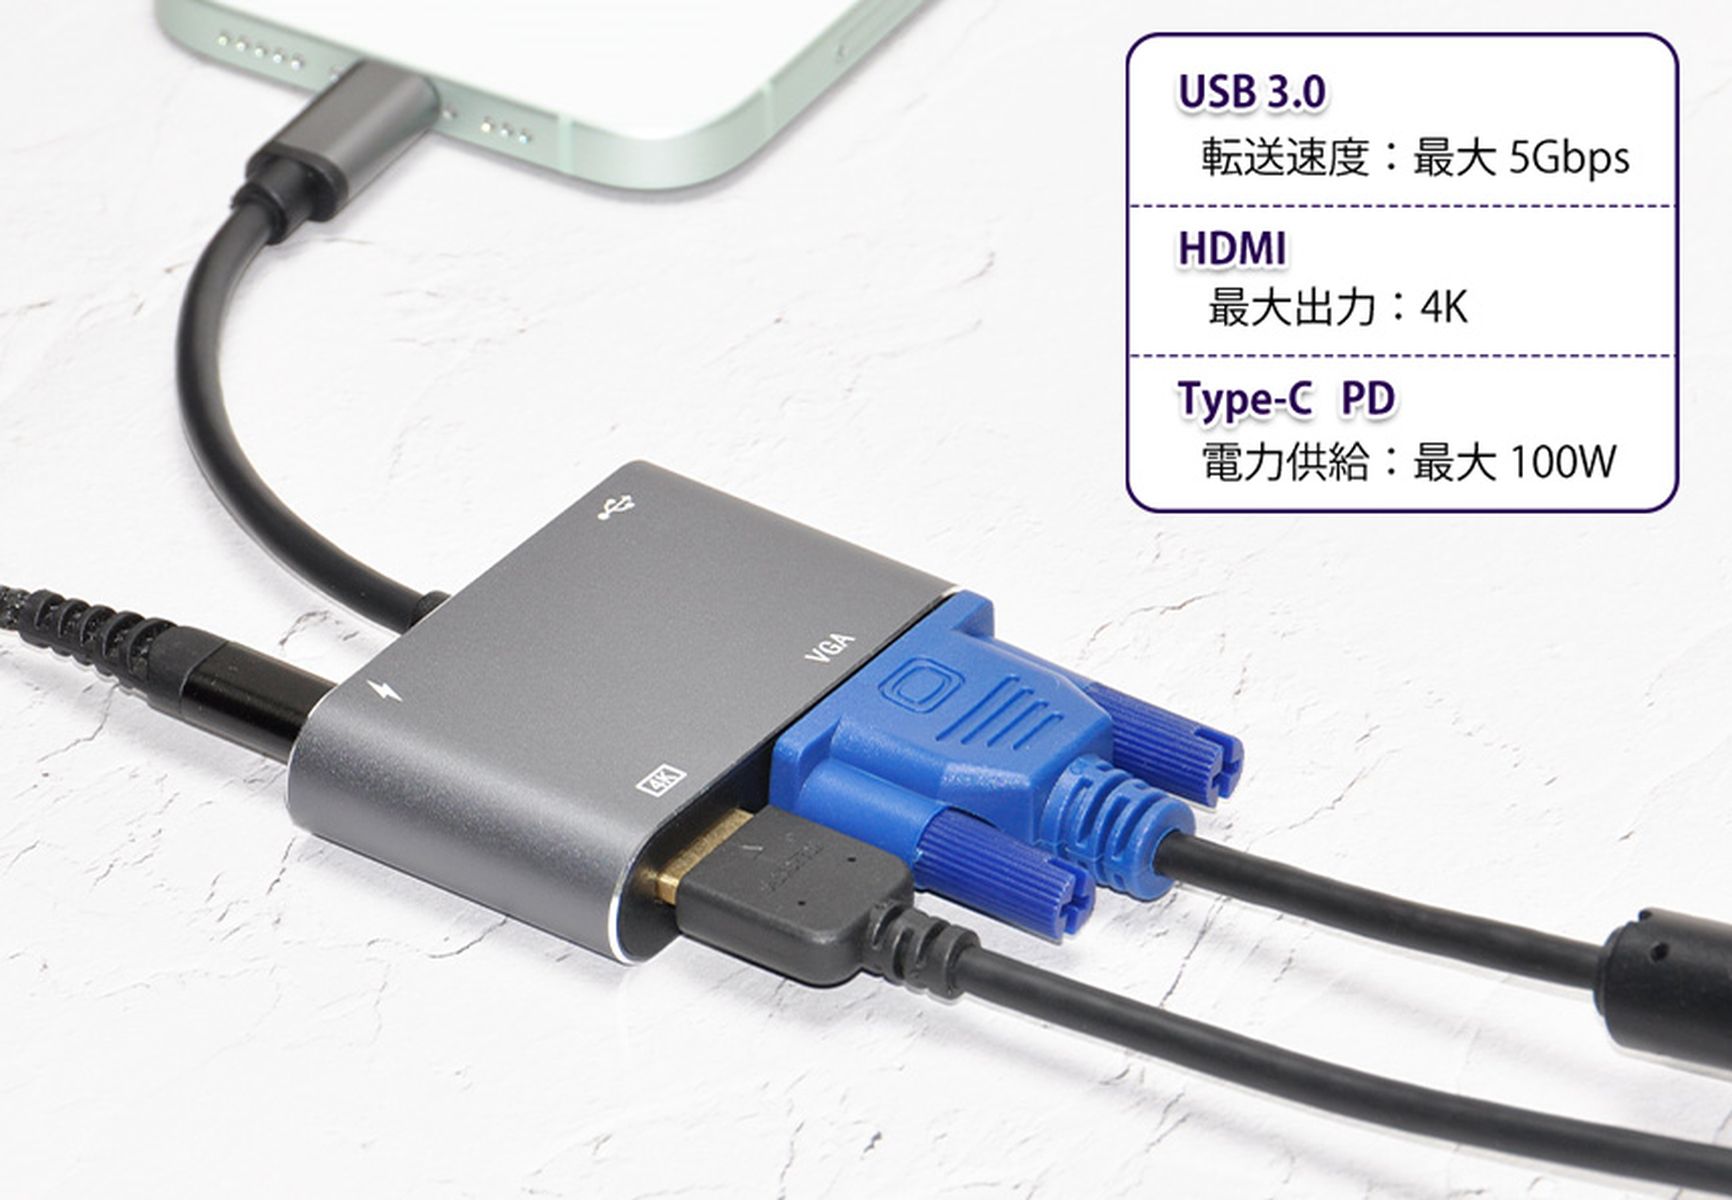 USB 3.0
転送速度：最大 5Gbps
HDMI
最大出力：4K
Type-C PD
電力供給：最大 100W
VGA
4K